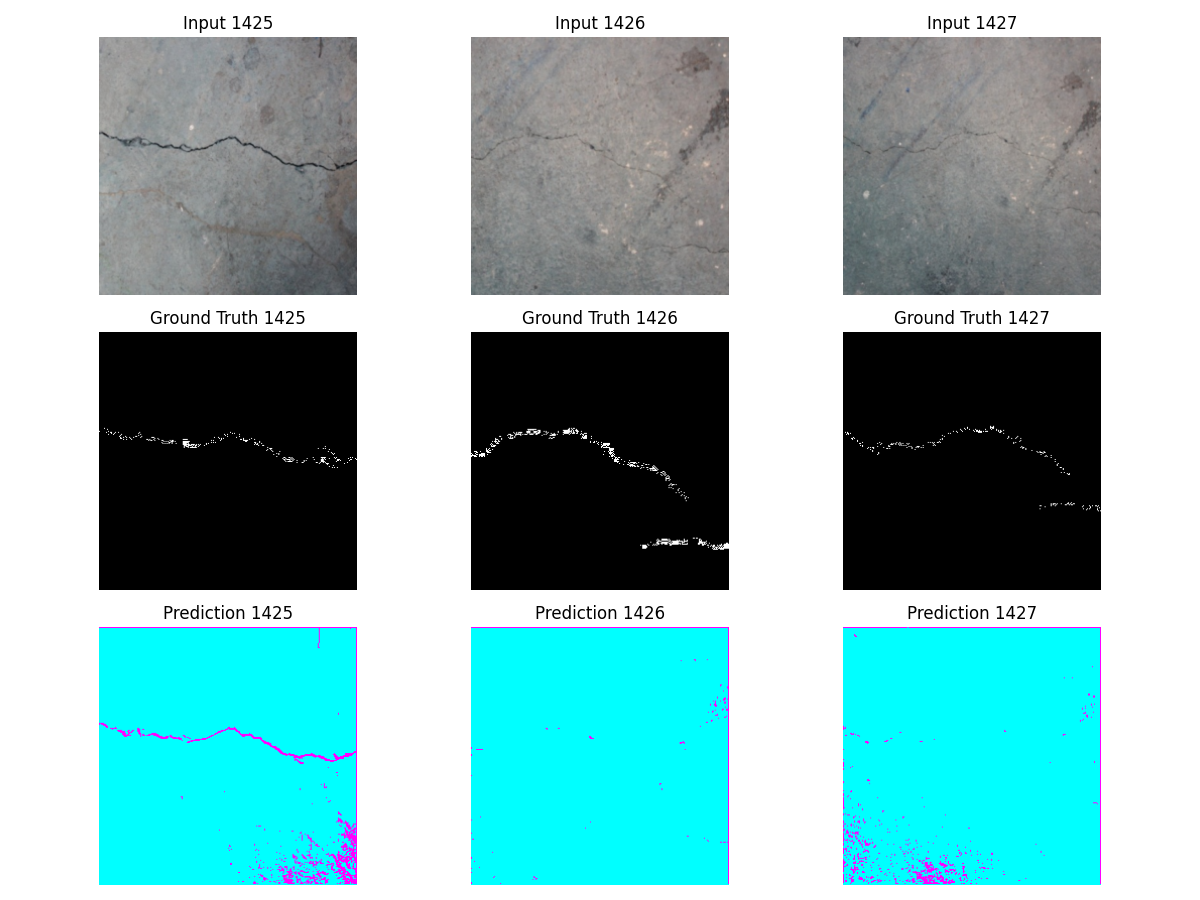 Input 1425
Input 1426
Input 1427
Ground Truth 1425
Ground Truth 1426
Ground Truth 1427
Prediction 1425
Prediction 1426
Prediction 1427